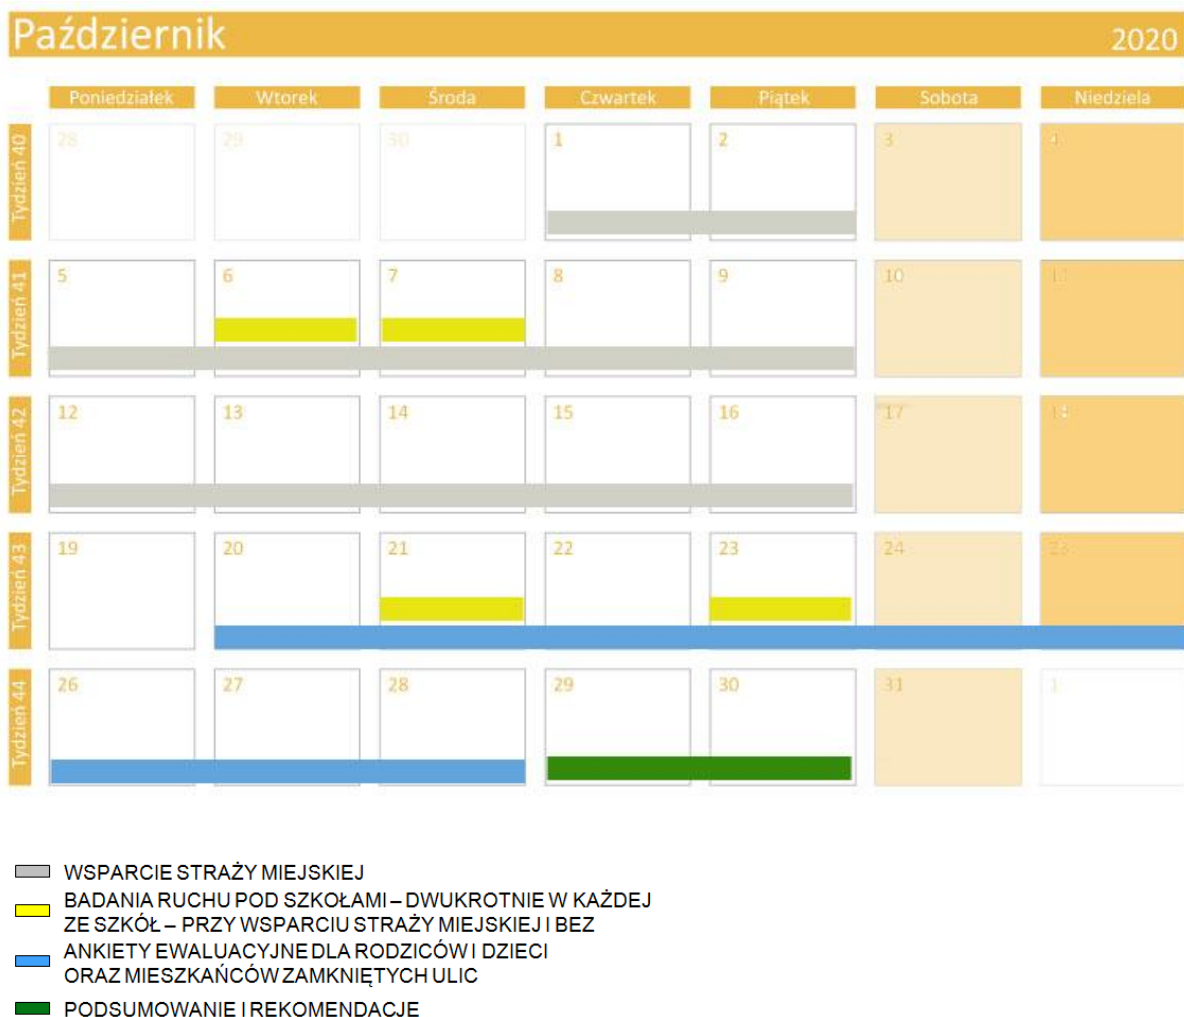 Październik 2020
Poniedziałek Wtorek Środa Czwartek Piątek Sobota Niedziela
Tydzień 40 28 29 30 1 2 3 4
Tydzień 41 5 6 7 8 9 10 11
Tydzień 42 12 13 14 15 16 17 18
Tydzień 43 19 20 21 22 23 24
Tydzień 44 26 27 28 29 30 31 1
WSPARCIE STRAŻY MIEJSKIEJ
BADANIA RUCHU POD SZKOŁAMI – DWUKROTNIE W KAŻDEJ
ZE SZKÓŁ – PRZY WSPARCIU STRAŻY MIEJSKIEJ I BEZ
ANKIETY EWALUACYJNE DLA RODZICÓW I DZIECI
ORAZ MIESZKAŃCÓW ZAMKNIĘTYCH ULIC
PODSUMOWANIE I REKOMENDACJE